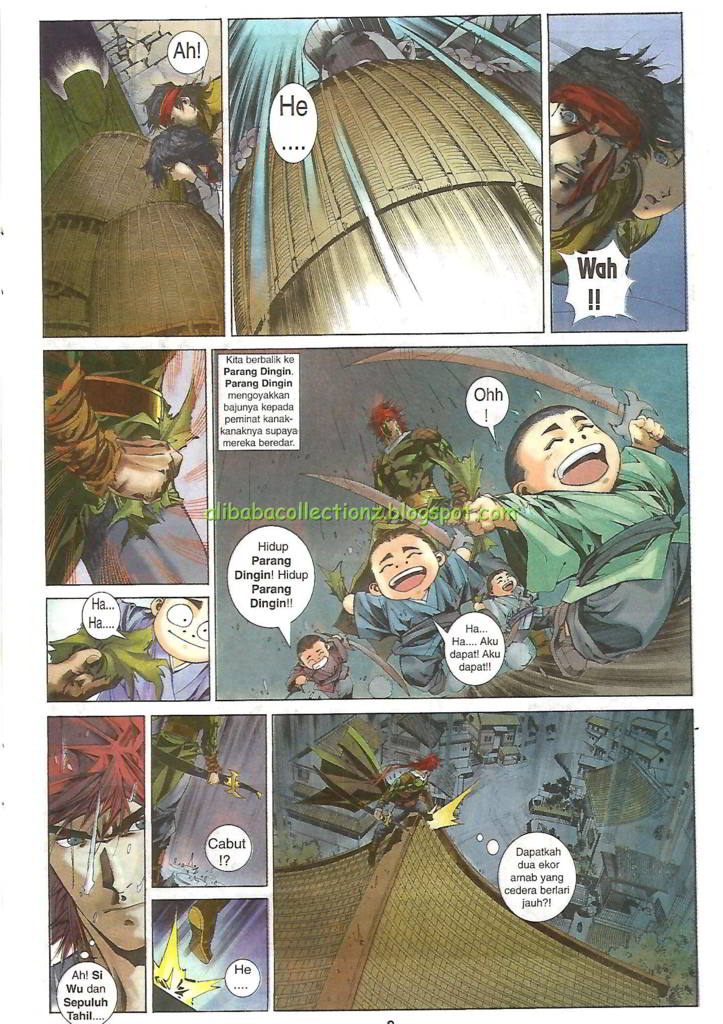 Ah!
He
....
Wah
!!
Kita berbalik ke
Parang Dingin.
Parang Dingin
mengoyakkan
bajunya kepada
peminat kanak-
kanaknya supaya
mereka beredar.
Ohh
!
alibabacollectionz.blogspot.com
Hidup
Parang
Dingin! Hidup
Parang
Dingin!!
Ha...
Ha.... Aku
dapat! Aku
dapat!!
Ha...
Ha....
Ah! Si
Wu dan
Sepuluh
Tahil....
Cabut
!?
He
....
Dapatkah
dua ekor
arnab yang
cedera berlari
jauh?!